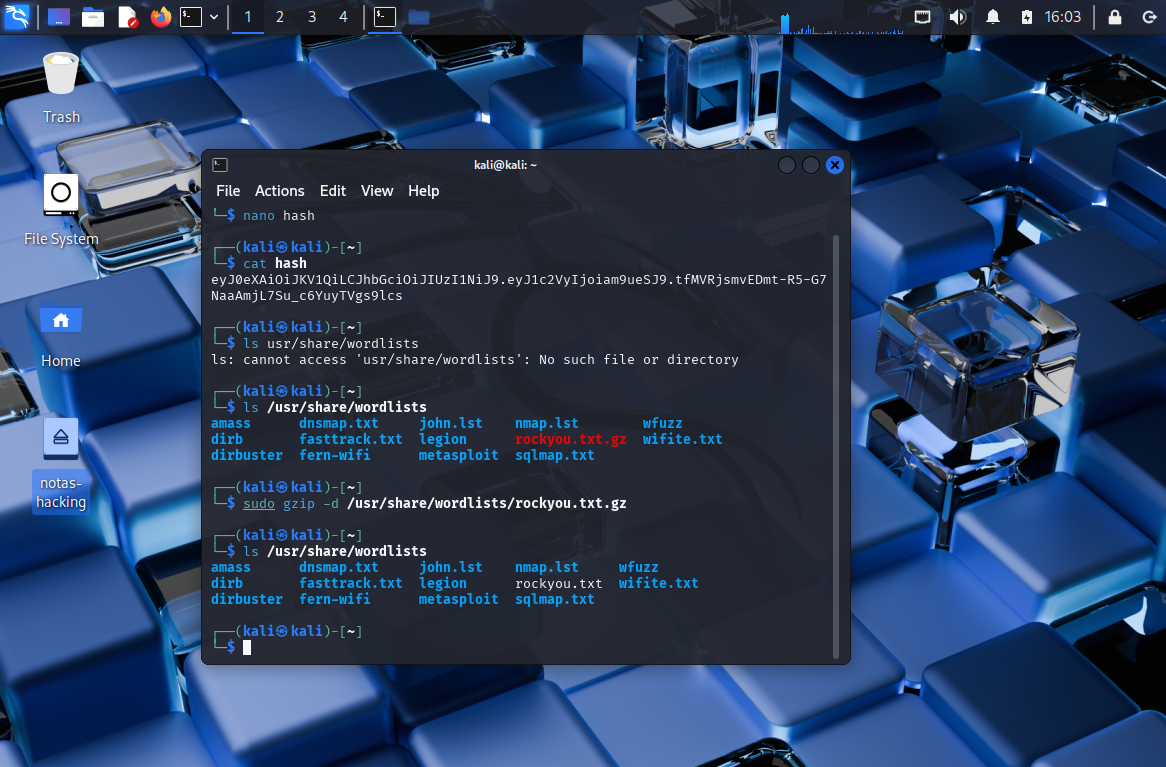 1 2 3 4 16:03
Trash
File System
Home
notas-
hacking
kali@kali: ~
File Actions Edit View Help
└─$ nano hash
┌──(kali㉿kali)-[~]
└─$ cat hash
eyJ0eXAiOiJKV1QiLCJhbGciOiJIUzI1NiJ9.eyJ1c2VyIjoiam9ueSJ9.tfMVRjsmvEDmt-R5-G7
NaaAmjL7Su_c6YuyTVgs9lcs
┌──(kali㉿kali)-[~]
└─$ ls usr/share/wordlists
ls: cannot access 'usr/share/wordlists': No such file or directory
┌──(kali㉿kali)-[~]
└─$ ls /usr/share/wordlists
amass dnsmap.txt john.lst nmap.lst wfuzz
dirb fasttrack.txt legion rockyou.txt.gz wifite.txt
dirbuster fern-wifi metasploit sqlmap.txt
┌──(kali㉿kali)-[~]
└─$ sudo gzip -d /usr/share/wordlists/rockyou.txt.gz
┌──(kali㉿kali)-[~]
└─$ ls /usr/share/wordlists
amass dnsmap.txt john.lst nmap.lst wfuzz
dirb fasttrack.txt legion rockyou.txt wifite.txt
dirbuster fern-wifi metasploit sqlmap.txt
┌──(kali㉿kali)-[~]
└─$